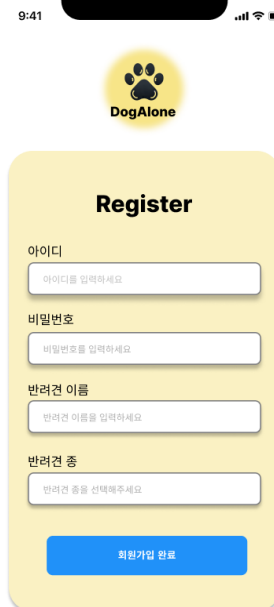 9:41
DogAlone
Register
아이디
아이디를 입력하세요
비밀번호
비밀번호를 입력하세요
반려견 이름
반려견 이름을 입력하세요
반려견 종
반려견 종을 선택해주세요
회원가입 완료